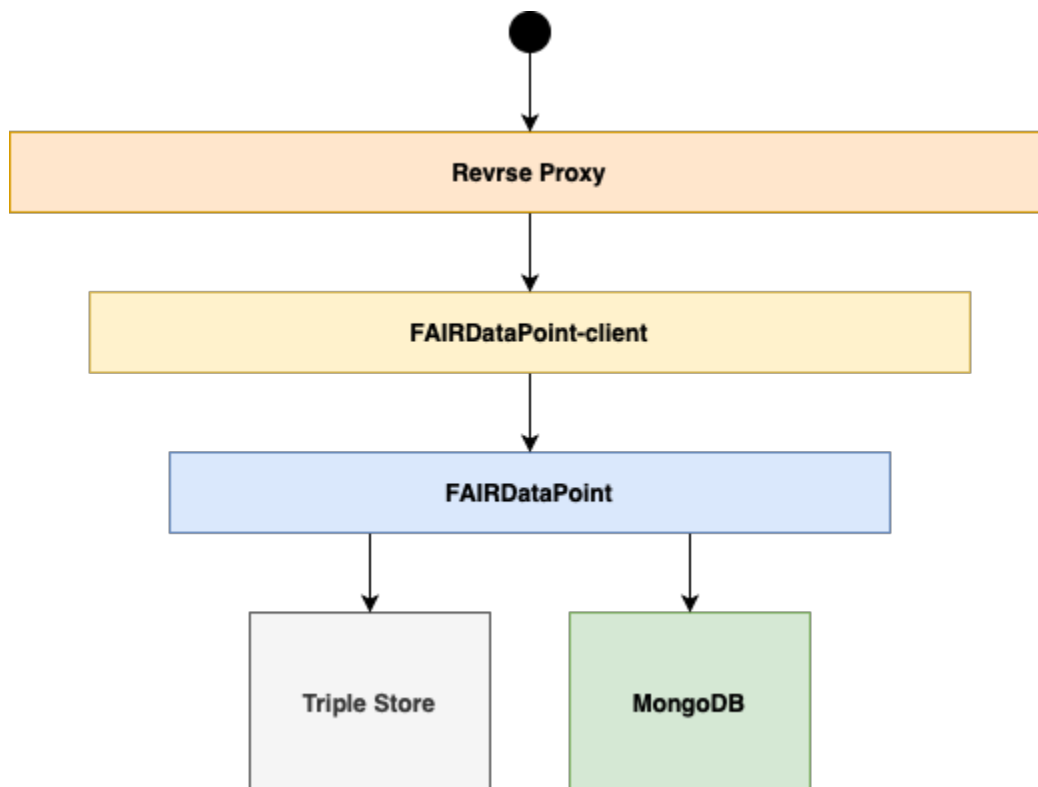 Revrse Proxy
FAIRDataPoint-client
FAIRDataPoint
Triple Store
MongoDB